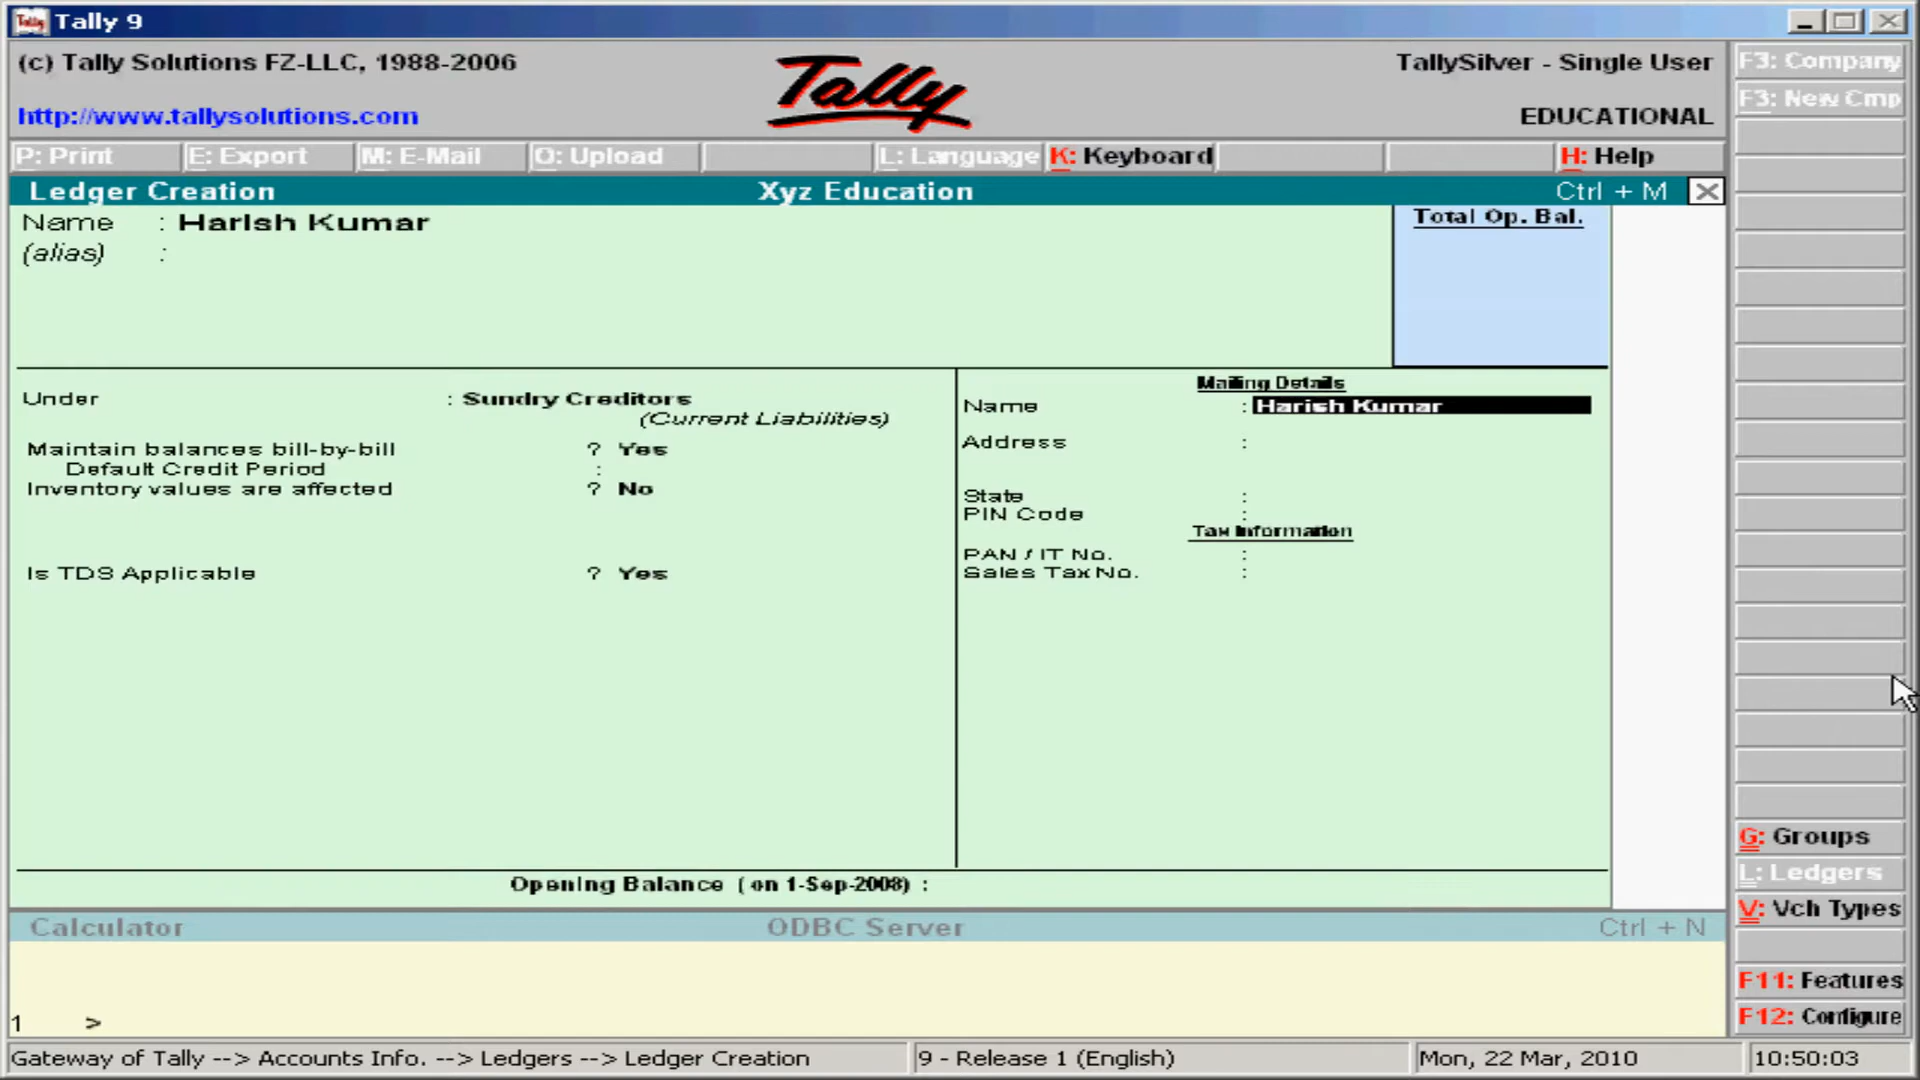 Tally 9
(c) Tally Solutions FZ-LLC, 1988-2006
Tally
TallySilver - Single User
http://www.tallysolutions.com
EDUCATIONAL
P: Print E: Export M: E-Mail O: Upload L: Language K: Keyboard H: Help
Ledger Creation Xyz Education Ctrl + M
Name : Harish Kumar
(alias) :
Total Op. Bal.
Under : Sundry Creditors
(Current Liabilities)
Maintain balances bill-by-bill ? Yes
Default Credit Period :
Inventory values are affected ? No
Is TDS Applicable ? Yes
Mailing Details
Name : Harish Kumar
Address :
State :
PIN Code :
Tax Information
PAN / IT No. :
Sales Tax No. :
Opening Balance ( on 1-Sep-2008) :
F3: Company
F3: New Cmp
G: Groups
L: Ledgers
V: Vch Types
F11: Features
F12: Configure
Calculator ODBC Server Ctrl + N
1 >
Gateway of Tally --> Accounts Info. --> Ledgers --> Ledger Creation 9 - Release 1 (English) Mon, 22 Mar, 2010 10:50:03